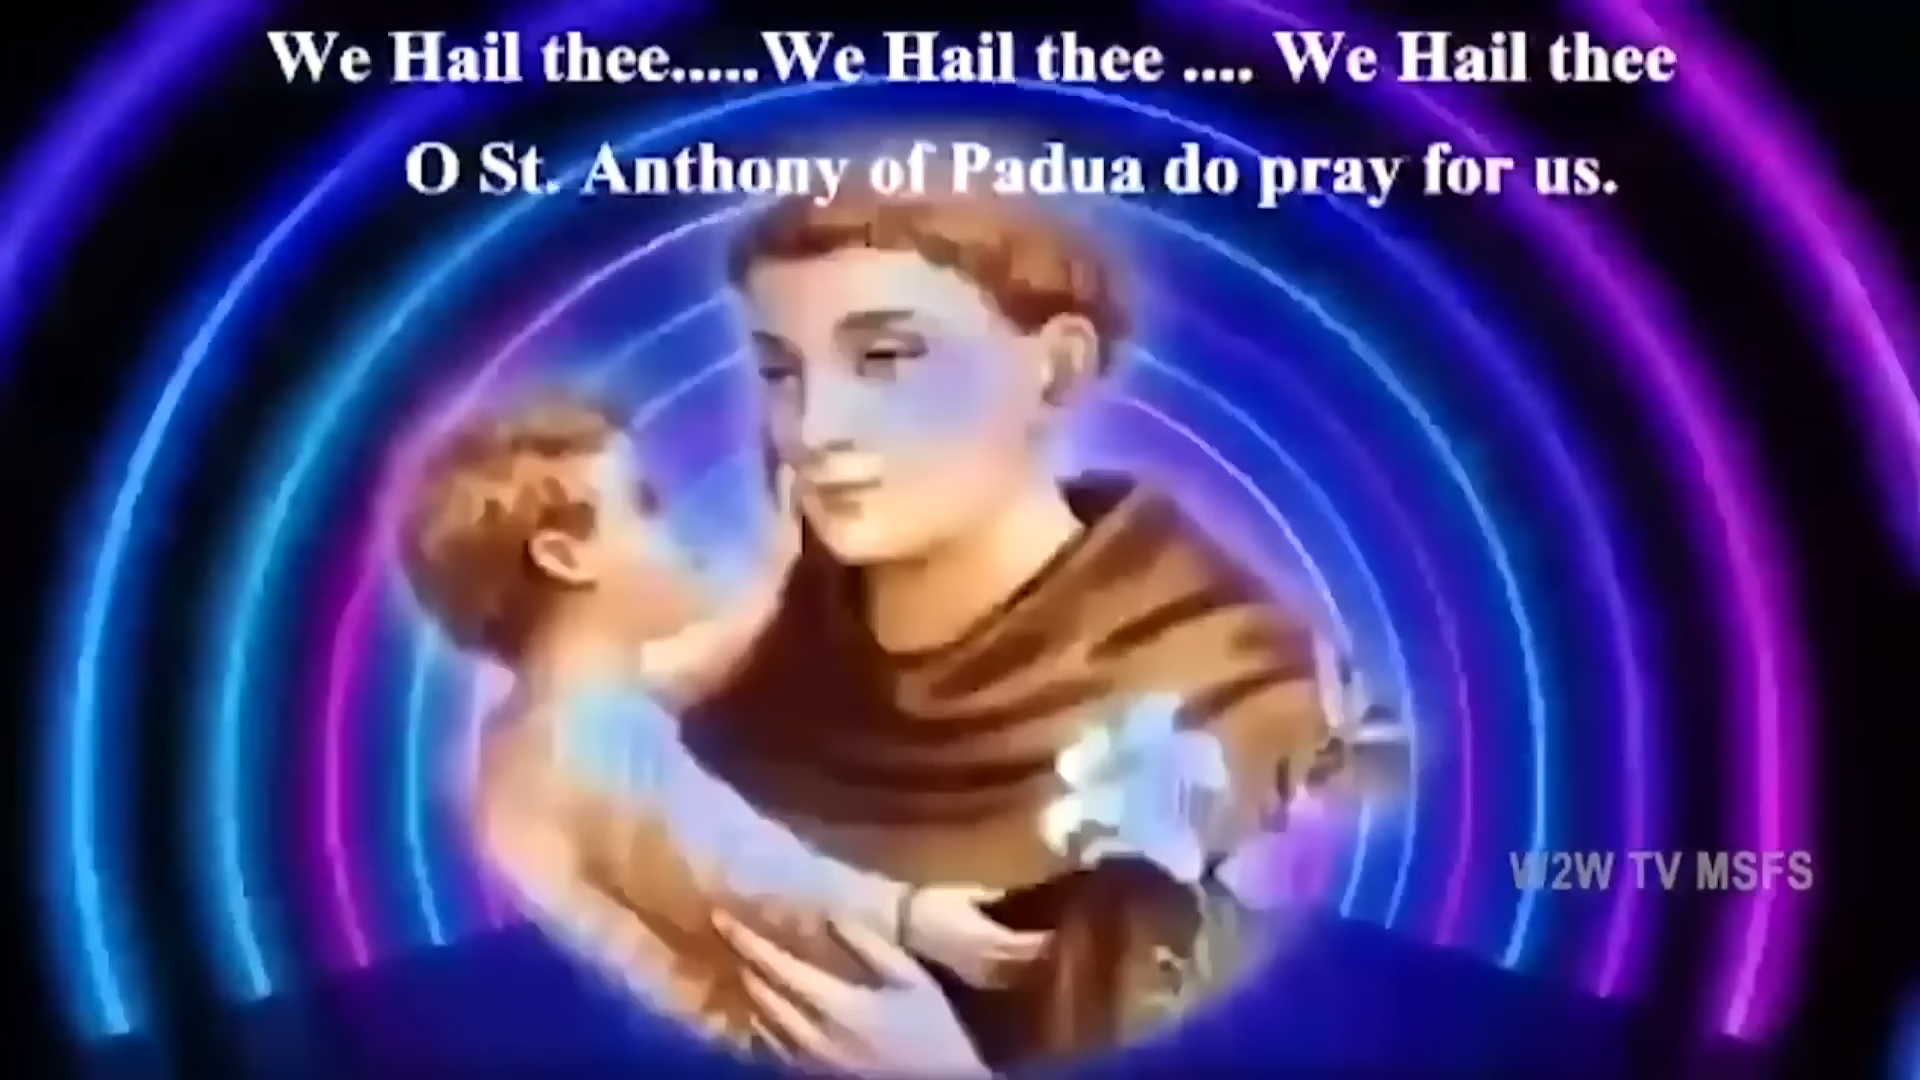 We Hail thee.....We Hail thee .... We Hail thee
O St. Anthony of Padua do pray for us.
W2W TV MSFS